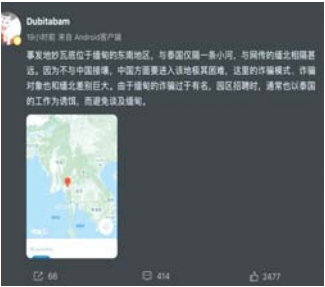 Dubitabam
19小时前 来自 Android客户端
事发地妙瓦底位于缅甸的东南地区。与泰国仅隔一条小河，与网传的缅北相隔甚
远。因为不与中国接壤，中国方面要进入该地极其困难，这里的诈骗模式、诈骗
对象也和缅北差别巨大。由于缅甸的诈骗过于有名，园区招聘时，通常也以泰国
的工作为诱饵，而避免谈及缅甸。
66 414 2477